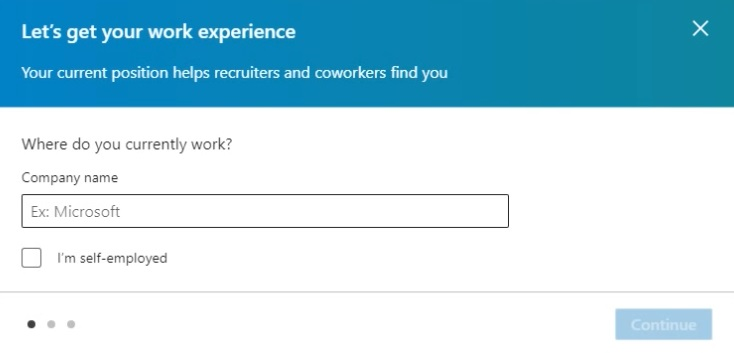 Let's get your work experience
Your current position helps recruiters and coworkers find you
Where do you currently work?
Company name
Ex: Microsoft
I'm self-employed
Continue